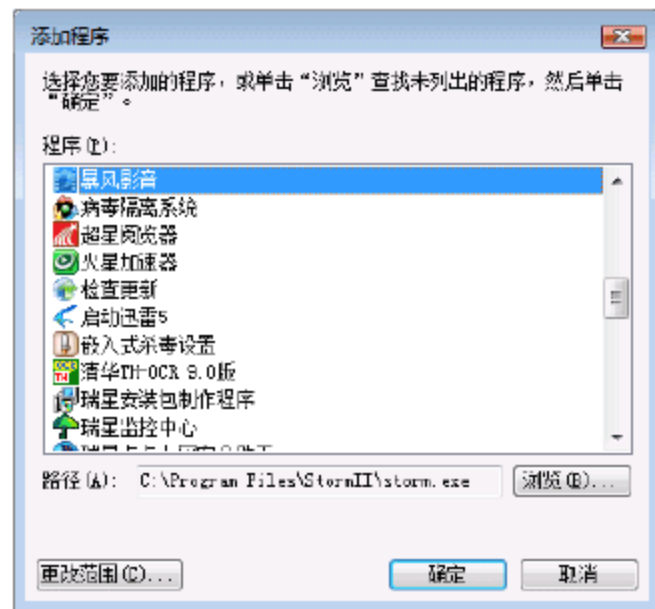 添加程序
选择您要添加的程序，或单击“浏览”查找未列出的程序，然后单击
“确定”。
程序(P):
暴风影音
病毒隔离系统
超星阅览器
火星加速器
检查更新
启动迅雷5
嵌入式杀毒设置
清华TH-OCR 9.0版
瑞星安装包制作程序
瑞星监控中心
路径(A): C:\Program Files\StormII\storm.exe 浏览(B)...
更改范围(C)... 确定 取消